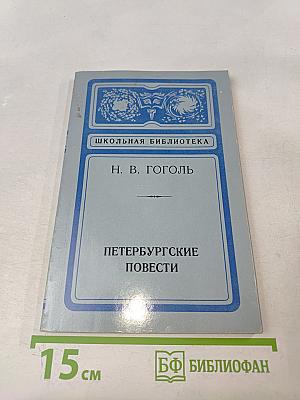 ШКОЛЬНАЯ БИБЛИОТЕКА
Н. В. ГОГОЛЬ
ПЕТЕРБУРГСКИЕ
ПОВЕСТИ
15 см
БФ БИБЛИОФАН